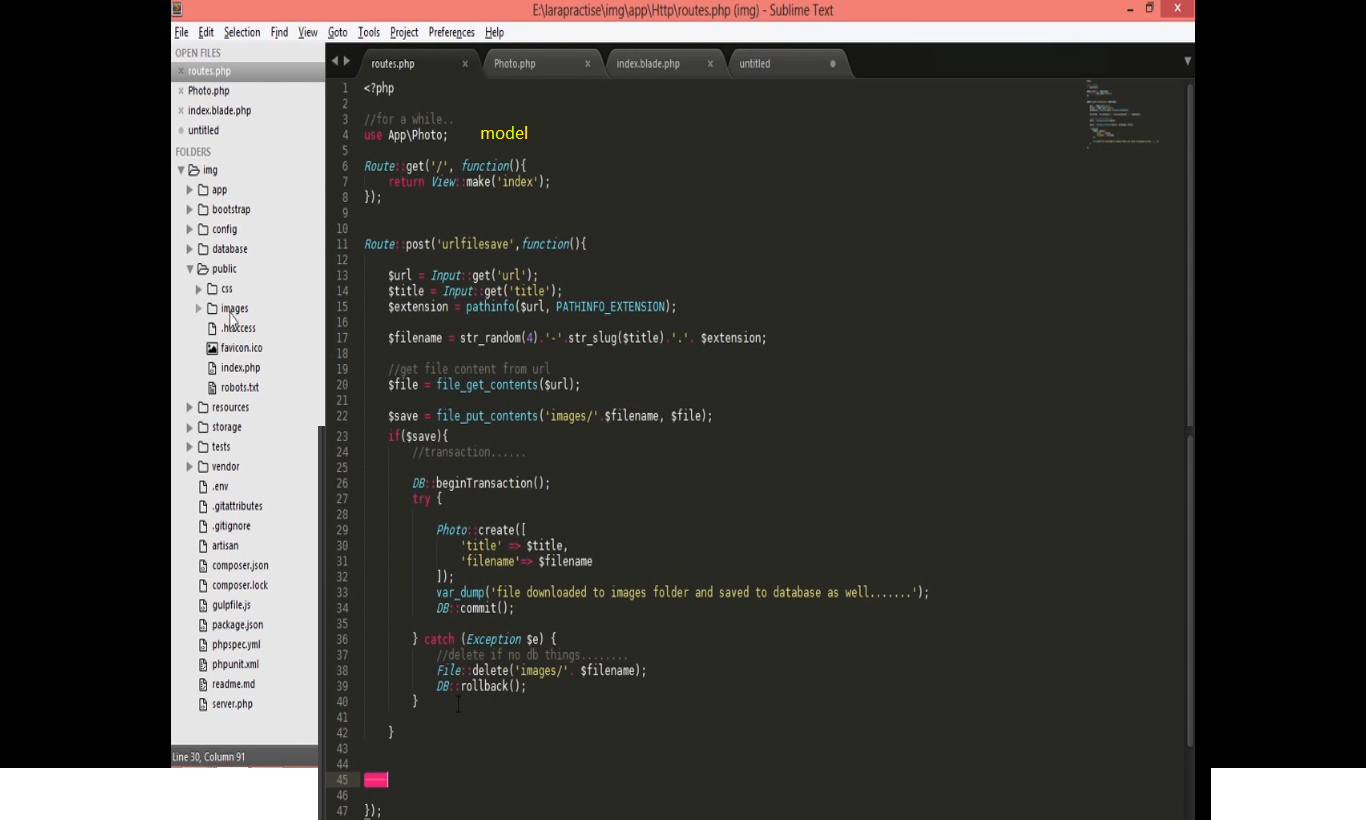 E:\larapractise\img\app\Http\routes.php (img) - Sublime Text
File Edit Selection Find View Goto Tools Project Preferences Help
OPEN FILES
routes.php
Photo.php
index.blade.php
untitled
FOLDERS
img
app
bootstrap
config
database
public
css
images
.htaccess
favicon.ico
index.php
robots.txt
resources
storage
tests
vendor
.env
.gitattributes
.gitignore
artisan
composer.json
composer.lock
gulpfile.js
package.json
phpspec.yml
phpunit.xml
readme.md
server.php
Line 30, Column 91
routes.php Photo.php index.blade.php untitled
1 <?php
2
3 //for a while..
4 use App\Photo; model
5
6 Route::get('/', function(){
7 return View::make('index');
8 });
9
10
11 Route::post('urlfilesave',function(){
12
13 $url = Input::get('url');
14 $title = Input::get('title');
15 $extension = pathinfo($url, PATHINFO_EXTENSION);
16
17 $filename = str_random(4).'-'.str_slug($title).'.'. $extension;
18
19 //get file content from url
20 $file = file_get_contents($url);
21
22 $save = file_put_contents('images/'.$filename, $file);
23 if($save){
24 //transaction......
25
26 DB::beginTransaction();
27 try {
28
29 Photo::create([
30 'title' => $title,
31 'filename'=> $filename
32 ]);
33 var_dump('file downloaded to images folder and saved to database as well.......');
34 DB::commit();
35
36 } catch (Exception $e) {
37 //delete if no db things........
38 File::delete('images/'. $filename);
39 DB::rollback();
40 }
41
42 }
43
44
45
46
47 });